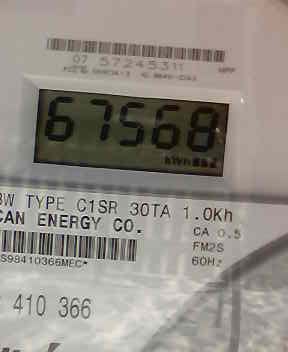 07 57245311
67568
3W TYPE C1SR 30TA 1.0Kh
CAN ENERGY CO.
CA 0.5
FM2S
60Hz
S98410366MEC*
410 366